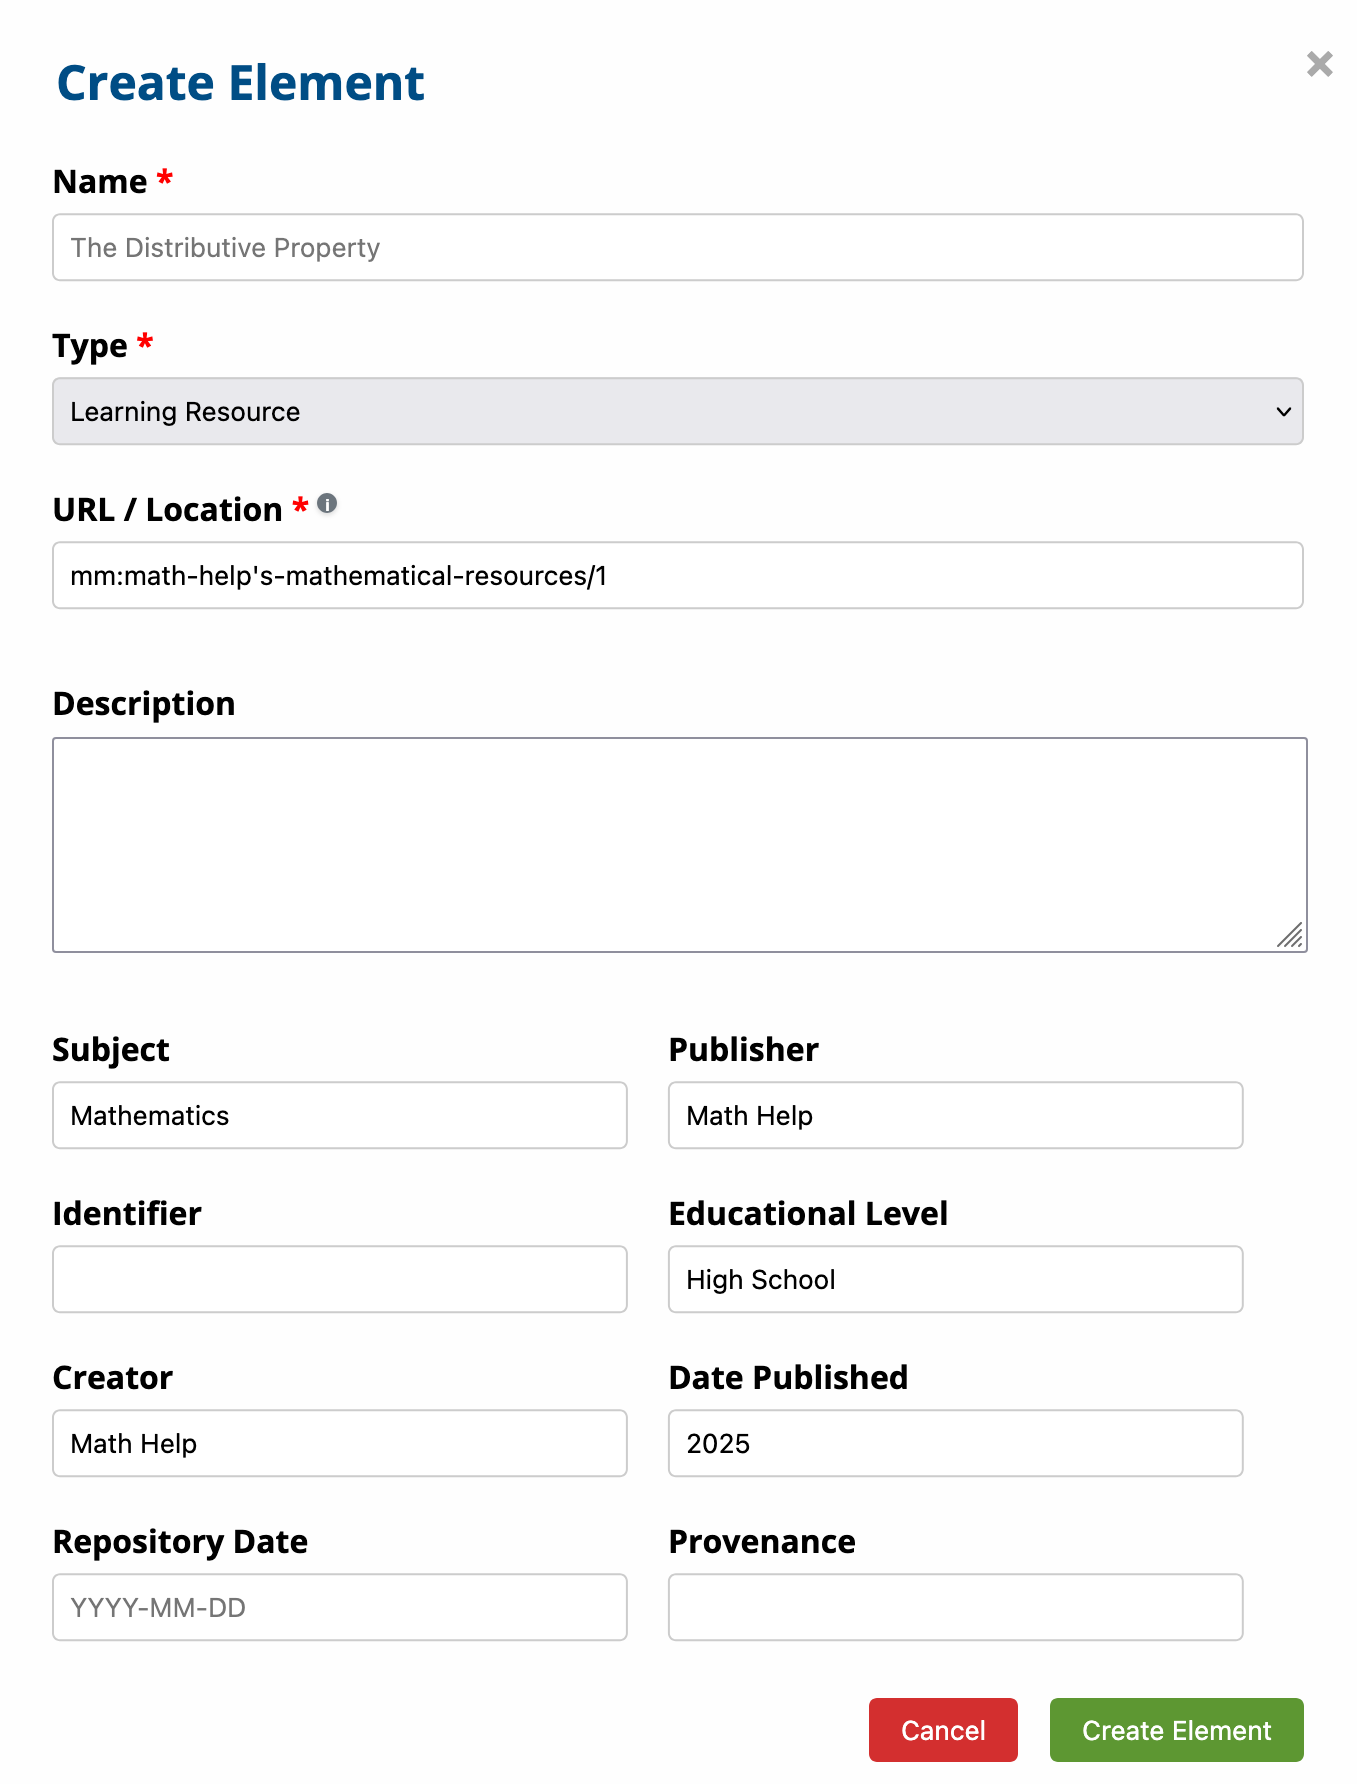 Create Element
Name *
The Distributive Property
Type *
Learning Resource
URL / Location *
mm:math-help's-mathematical-resources/1
Description
Subject
Publisher
Mathematics
Math Help
Identifier
Educational Level
High School
Creator
Date Published
Math Help
2025
Repository Date
Provenance
YYYY-MM-DD
Cancel
Create Element